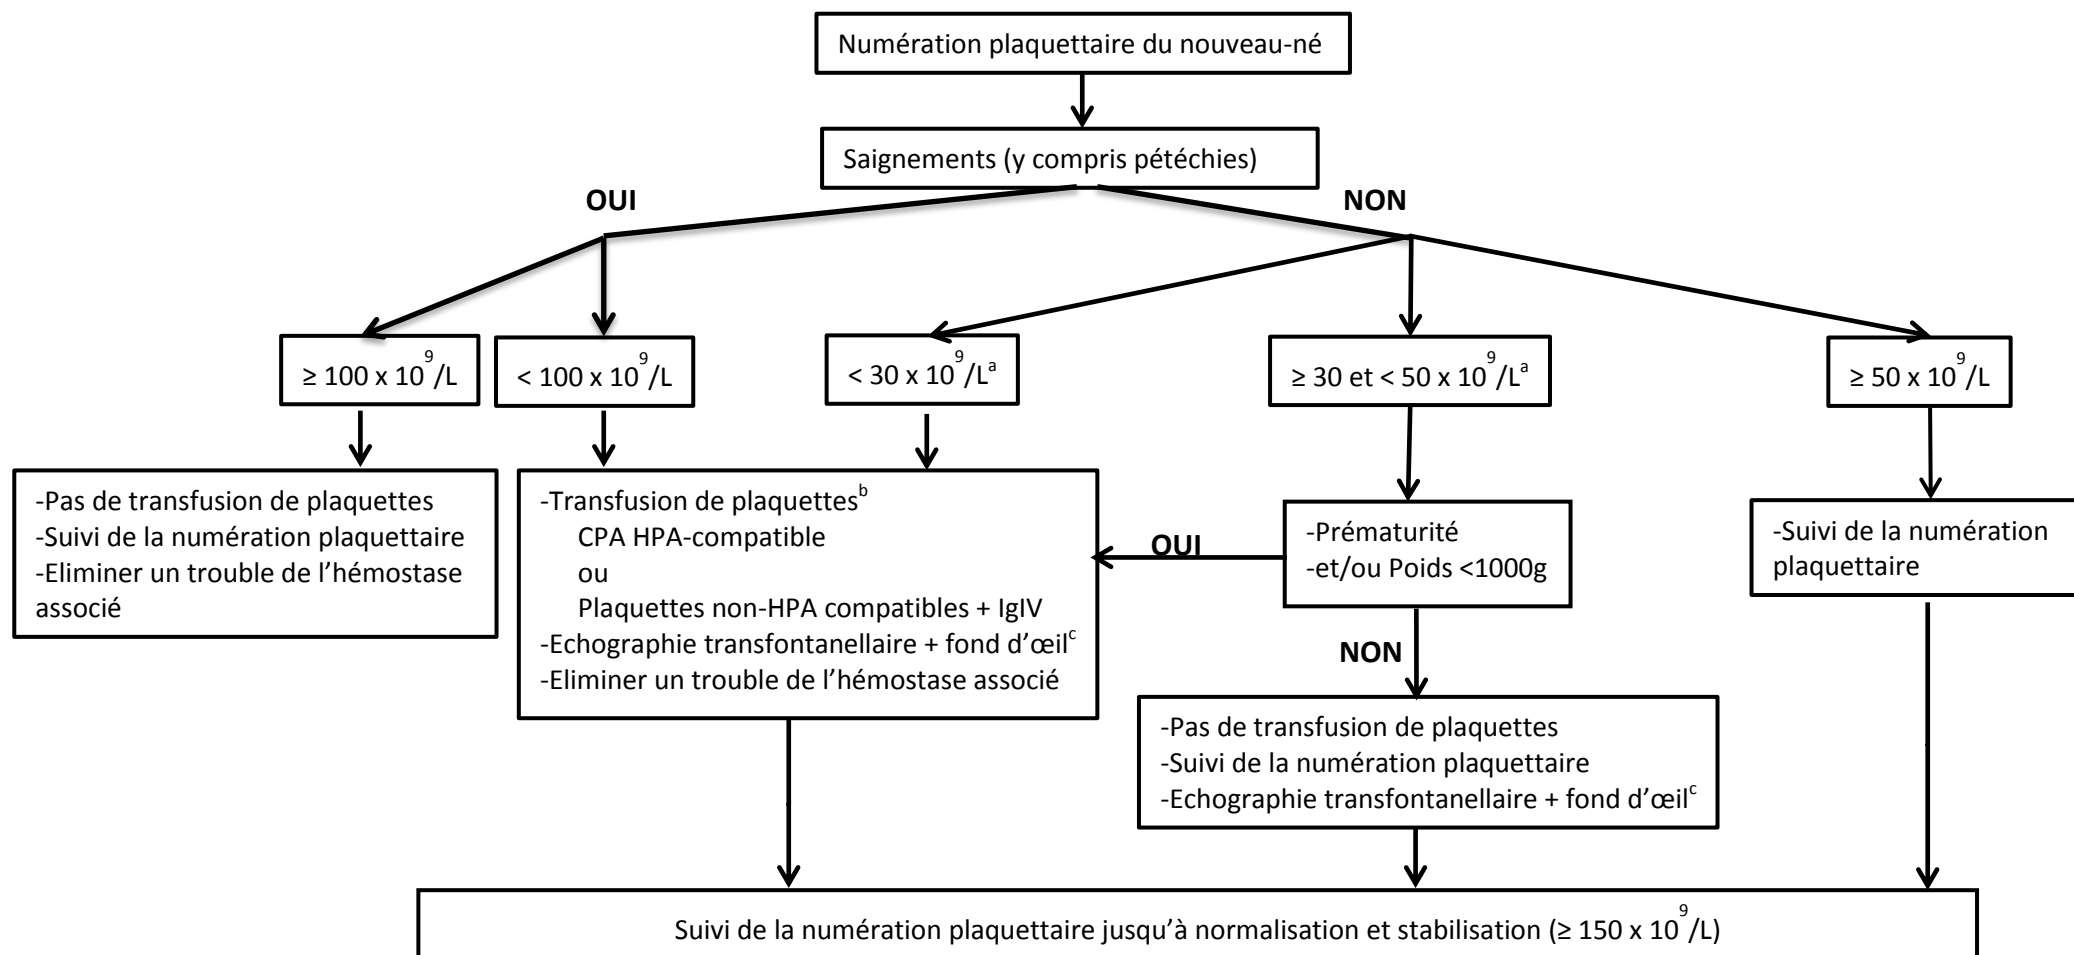 Numération plaquettaire du nouveau-né
Saignements (y compris pétéchies)
OUI
NON
≥ 100 x 10⁹/L
< 100 x 10⁹/L
< 30 x 10⁹/Lᵃ
≥ 30 et < 50 x 10⁹/Lᵃ
≥ 50 x 10⁹/L
-Pas de transfusion de plaquettes
-Suivi de la numération plaquettaire
-Eliminer un trouble de l’hémostase
associé
-Transfusion de plaquettesᵇ
CPA HPA-compatible
ou
Plaquettes non-HPA compatibles + IgIV
-Echographie transfontanellaire + fond d’œilᶜ
-Eliminer un trouble de l’hémostase associé
OUI
-Prématurité
-et/ou Poids <1000g
-Suivi de la numération
plaquettaire
NON
-Pas de transfusion de plaquettes
-Suivi de la numération plaquettaire
-Echographie transfontanellaire + fond d’œilᶜ
Suivi de la numération plaquettaire jusqu’à normalisation et stabilisation (≥ 150 x 10⁹/L)